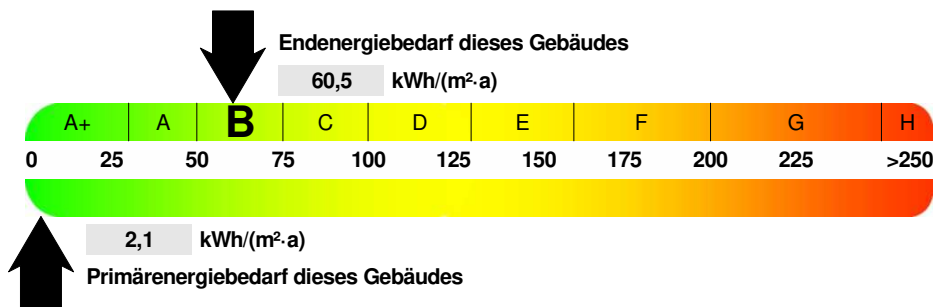 Endenergiebedarf dieses Gebäudes
60,5 kWh/(m²·a)
A+ A B C D E F G H
0 25 50 75 100 125 150 175 200 225 >250
2,1 kWh/(m²·a)
Primärenergiebedarf dieses Gebäudes